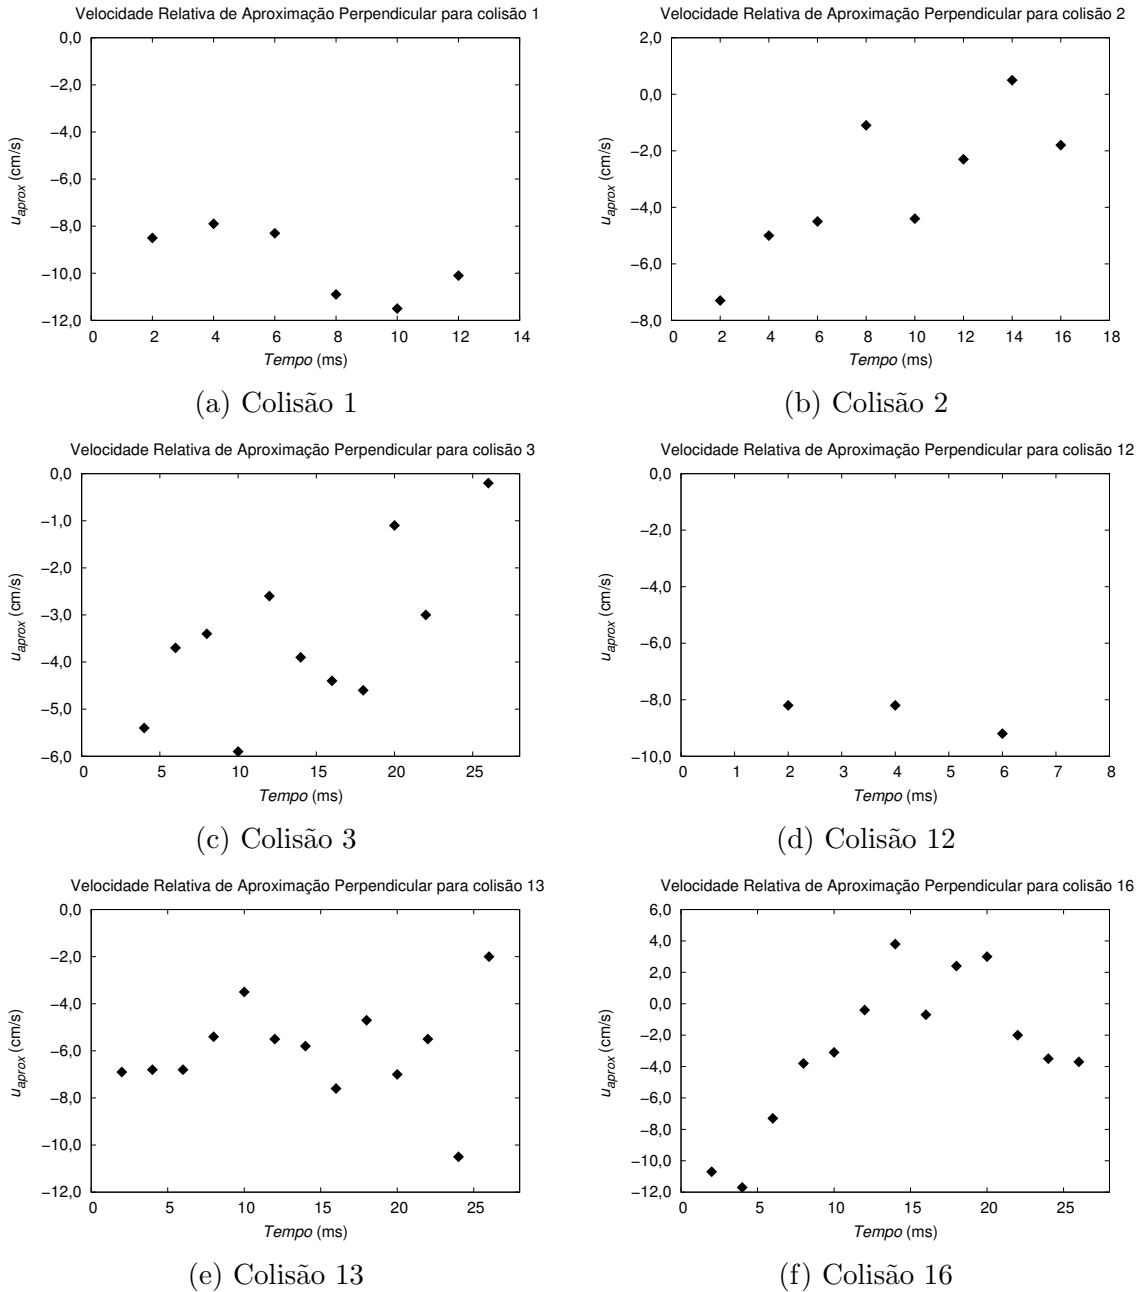 Velocidade Relativa de Aproximação Perpendicular para colisão 1
0,0
−2,0
−4,0
−6,0
−8,0
−10,0
−12,0
u_aprox (cm/s)
0 2 4 6 8 10 12 14
Tempo (ms)
(a) Colisão 1
Velocidade Relativa de Aproximação Perpendicular para colisão 2
2,0
0,0
−2,0
−4,0
−6,0
−8,0
u_aprox (cm/s)
0 2 4 6 8 10 12 14 16 18
Tempo (ms)
(b) Colisão 2
Velocidade Relativa de Aproximação Perpendicular para colisão 3
0,0
−1,0
−2,0
−3,0
−4,0
−5,0
−6,0
u_aprox (cm/s)
0 5 10 15 20 25
Tempo (ms)
(c) Colisão 3
Velocidade Relativa de Aproximação Perpendicular para colisão 12
0,0
−2,0
−4,0
−6,0
−8,0
−10,0
u_aprox (cm/s)
0 1 2 3 4 5 6 7 8
Tempo (ms)
(d) Colisão 12
Velocidade Relativa de Aproximação Perpendicular para colisão 13
0,0
−2,0
−4,0
−6,0
−8,0
−10,0
−12,0
u_aprox (cm/s)
0 5 10 15 20 25
Tempo (ms)
(e) Colisão 13
Velocidade Relativa de Aproximação Perpendicular para colisão 16
6,0
4,0
2,0
0,0
−2,0
−4,0
−6,0
−8,0
−10,0
−12,0
u_aprox (cm/s)
0 5 10 15 20 25
Tempo (ms)
(f) Colisão 16